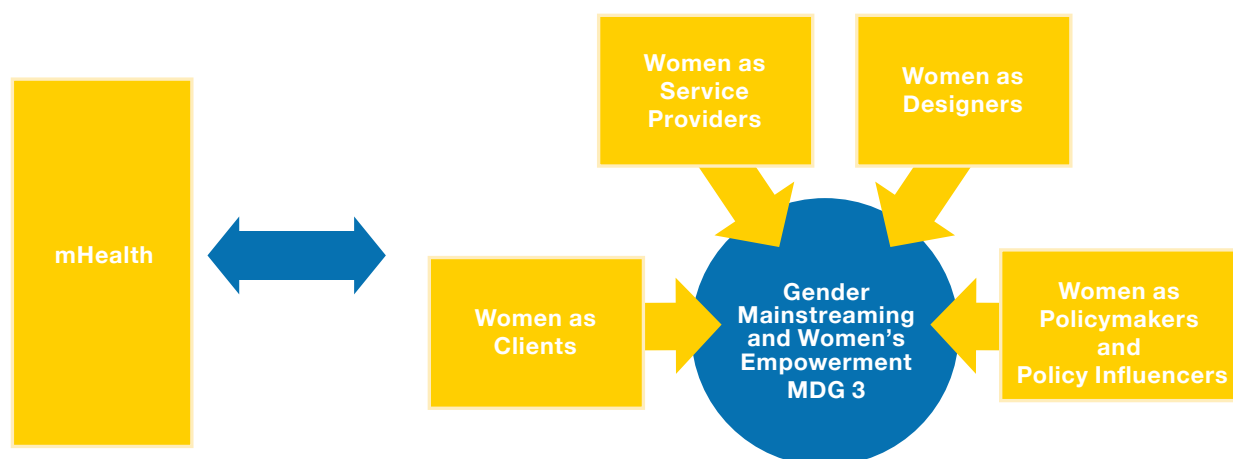 mHealth
Women as
Service
Providers
Women as
Designers
Women as
Clients
Gender
Mainstreaming
and Women’s
Empowerment
MDG 3
Women as
Policymakers
and
Policy Influencers